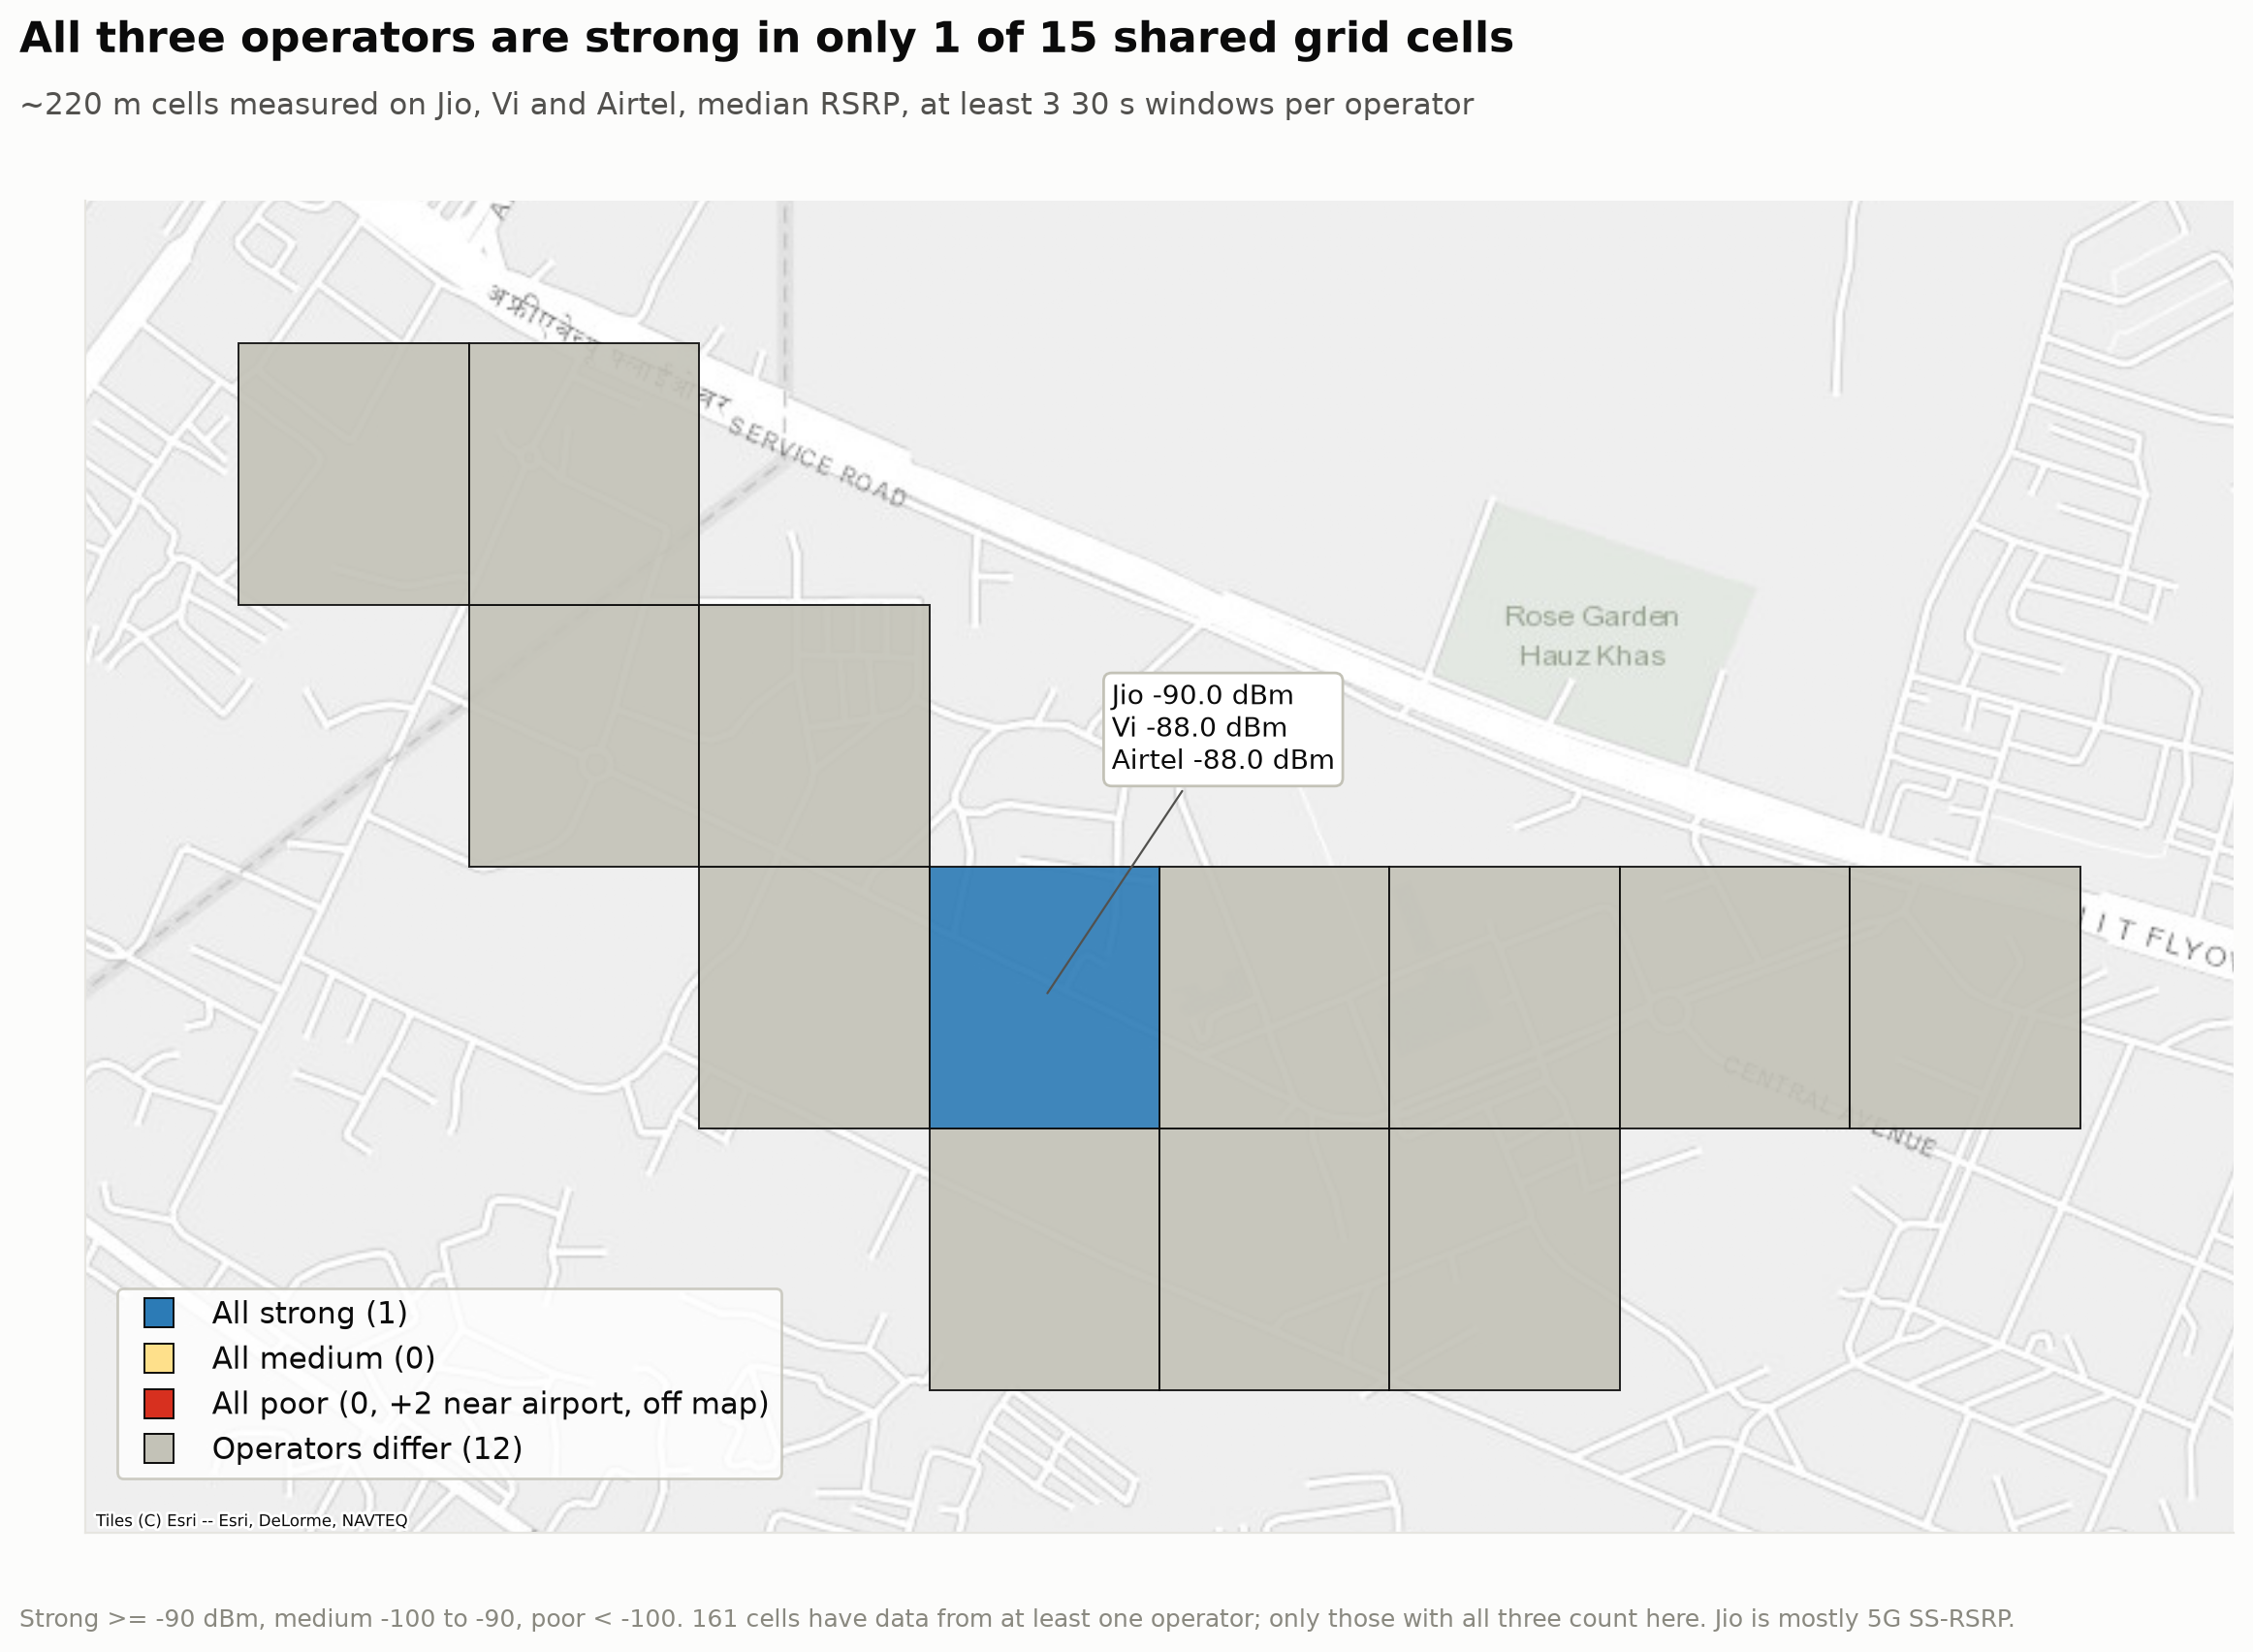 All three operators are strong in only 1 of 15 shared grid cells
~220 m cells measured on Jio, Vi and Airtel, median RSRP, at least 3 30 s windows per operator
SERVICE ROAD
Rose Garden
Hauz Khas
Jio -90.0 dBm
Vi -88.0 dBm
Airtel -88.0 dBm
I I T FLYO
CENTRAL AVENUE
All strong (1)
All medium (0)
All poor (0, +2 near airport, off map)
Operators differ (12)
Tiles (C) Esri -- Esri, DeLorme, NAVTEQ
Strong >= -90 dBm, medium -100 to -90, poor < -100. 161 cells have data from at least one operator; only those with all three count here. Jio is mostly 5G SS-RSRP.